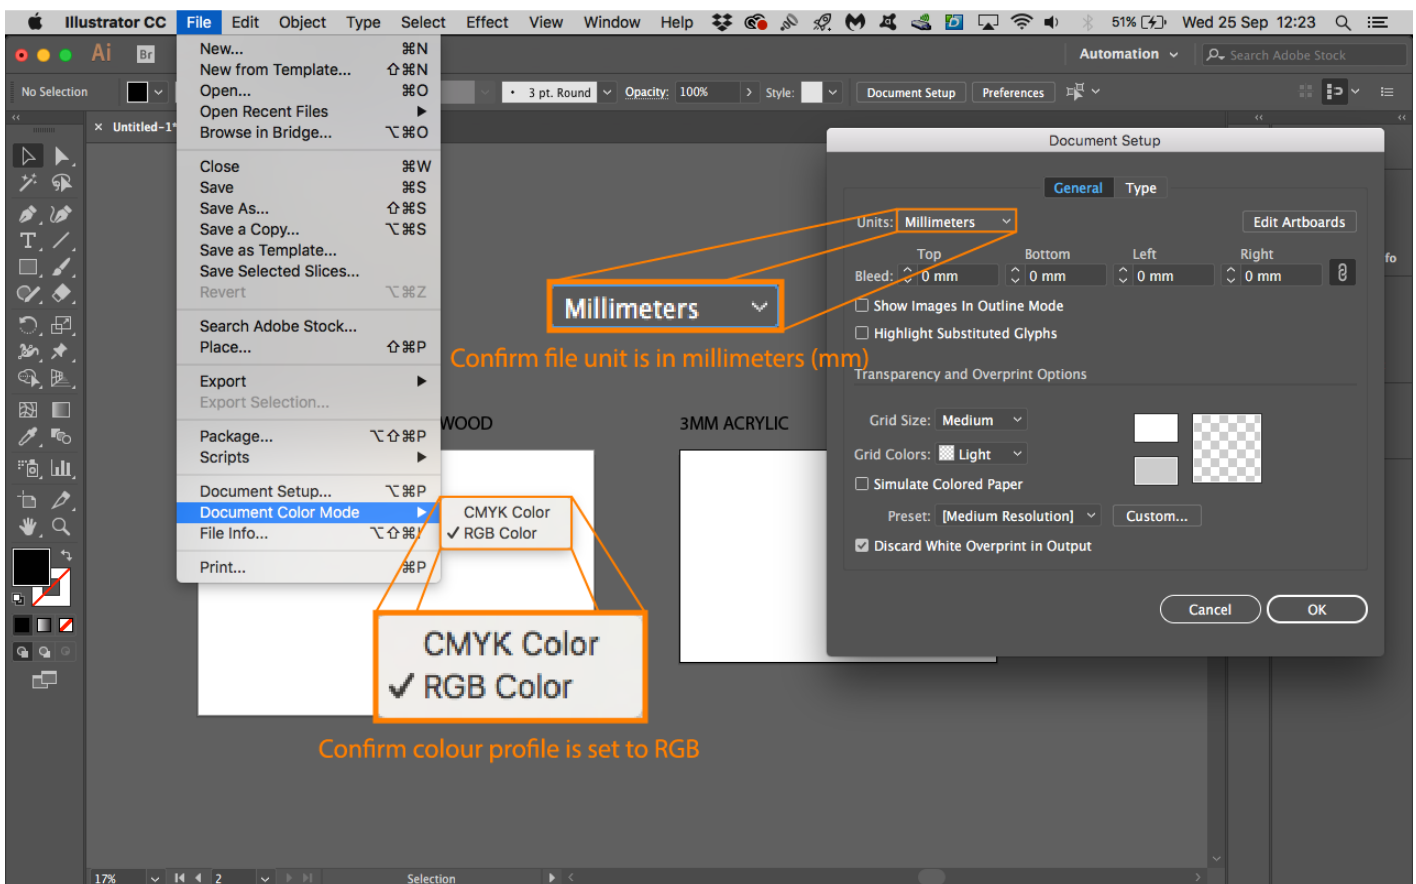 Illustrator CC File Edit Object Type Select Effect View Window Help 51% Wed 25 Sep 12:23
Ai Br Automation Search Adobe Stock
No Selection 3 pt. Round Opacity: 100% Style: Document Setup Preferences
× Untitled-1*
New... ⌘N
New from Template... ⇧⌘N
Open... ⌘O
Open Recent Files ▶
Browse in Bridge... ⌥⌘O
Close ⌘W
Save ⌘S
Save As... ⇧⌘S
Save a Copy... ⌥⌘S
Save as Template...
Save Selected Slices...
Revert ⌥⌘Z
Search Adobe Stock...
Place... ⇧⌘P
Export ▶
Export Selection...
Package... ⌥⇧⌘P
Scripts ▶
Document Setup... ⌥⌘P
Document Color Mode ▶
File Info... ⌥⇧⌘I
Print... ⌘P
CMYK Color
✓ RGB Color
CMYK Color
✓ RGB Color
Confirm colour profile is set to RGB
Millimeters
Confirm file unit is in millimeters (mm)
WOOD
3MM ACRYLIC
Document Setup
General Type
Units: Millimeters Edit Artboards
Top Bottom Left Right
Bleed: 0 mm 0 mm 0 mm 0 mm
Show Images In Outline Mode
Highlight Substituted Glyphs
Transparency and Overprint Options
Grid Size: Medium
Grid Colors: Light
Simulate Colored Paper
Preset: [Medium Resolution] Custom...
Discard White Overprint in Output
Cancel OK
fo
17% 2 Selection